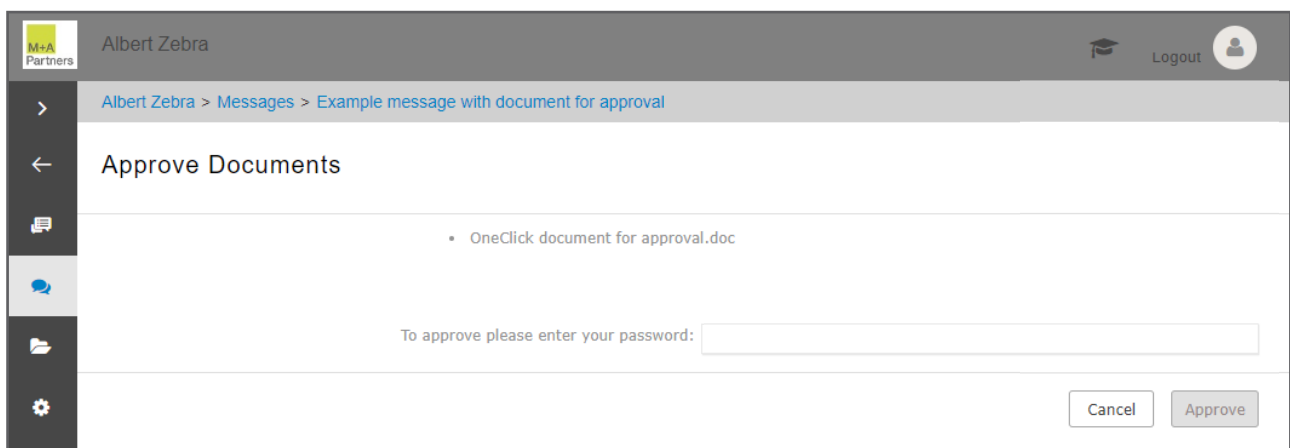 M+A
Partners
Albert Zebra
Logout
Albert Zebra > Messages > Example message with document for approval
Approve Documents
• OneClick document for approval.doc
To approve please enter your password:
Cancel
Approve